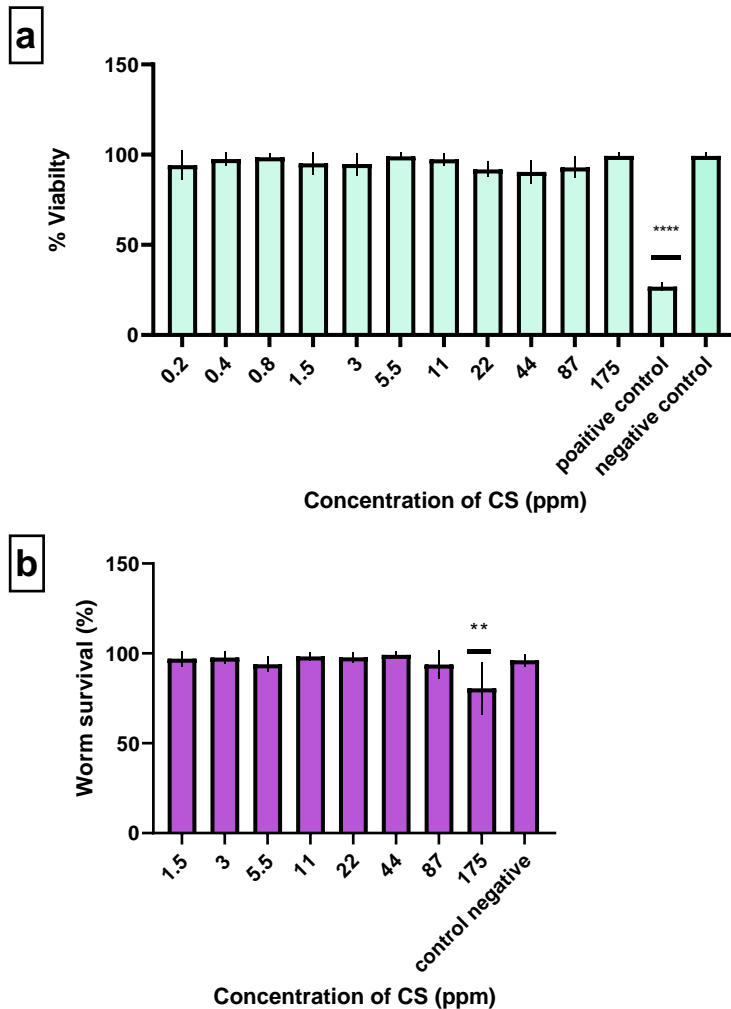 a
150
100
50
0
% Viabilty
****
0.2 0.4 0.8 1.5 3 5.5 11 22 44 87 175 poaitive control negative control
Concentration of CS (ppm)
b
150
100
50
0
Worm survival (%)
**
1.5 3 5.5 11 22 44 87 175 control negative
Concentration of CS (ppm)